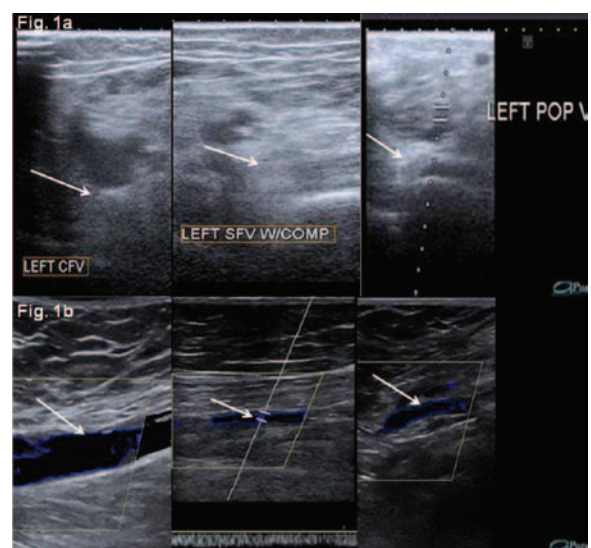 Fig. 1a
LEFT POP V
LEFT SFV W/COMP
LEFT CFV
Fig. 1b